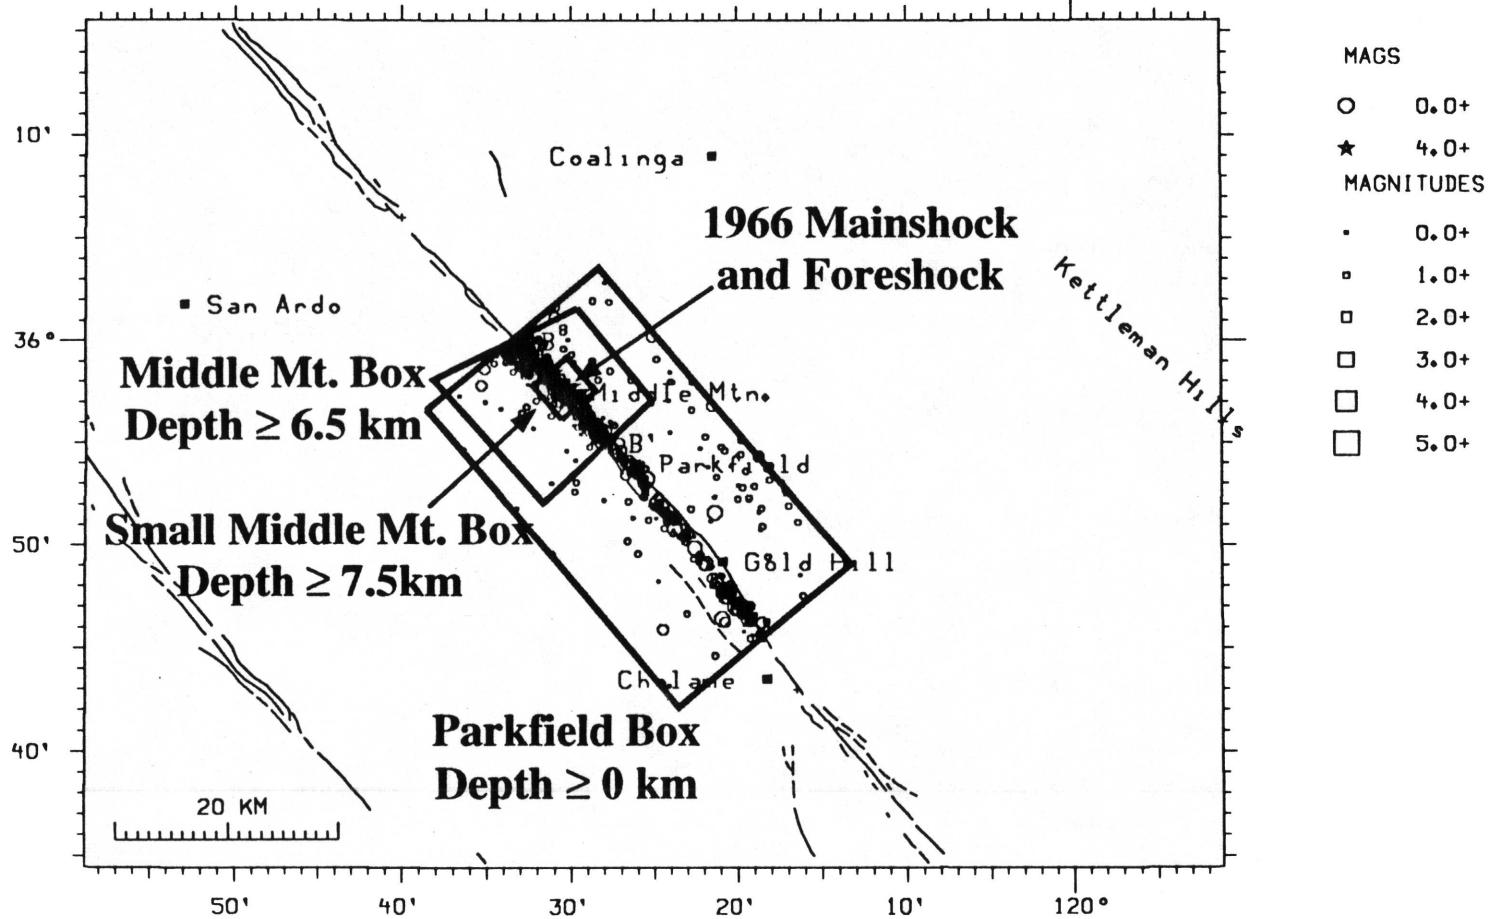 MAGS
0.0+
4.0+
MAGNITUDES
0.0+
1.0+
2.0+
3.0+
4.0+
5.0+
10'
Coalinga
1966 Mainshock
and Foreshock
Kettleman Hills
San Ardo
36°
B
Middle Mt. Box
Depth ≥ 6.5 km
Middle Mtn.
B'
Parkfield
Small Middle Mt. Box
Depth ≥ 7.5km
50'
Gold Hill
Cholame
Parkfield Box
Depth ≥ 0 km
40'
20 KM
50'
40'
30'
20'
10'
120°